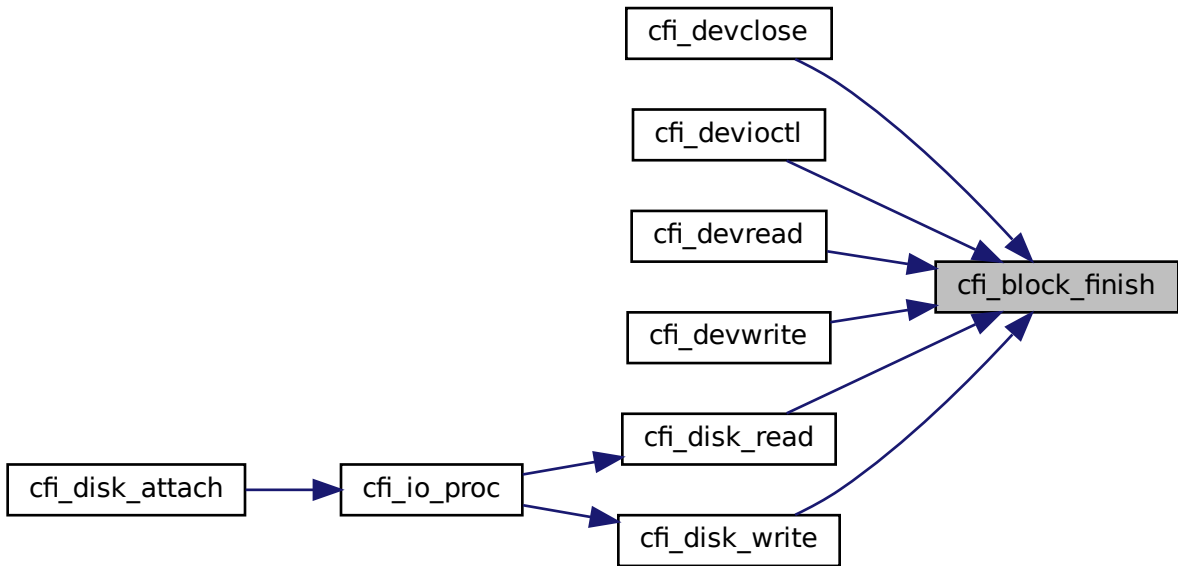 cfi_devclose
cfi_devioctl
cfi_devread
cfi_block_finish
cfi_devwrite
cfi_disk_read
cfi_disk_attach
cfi_io_proc
cfi_disk_write